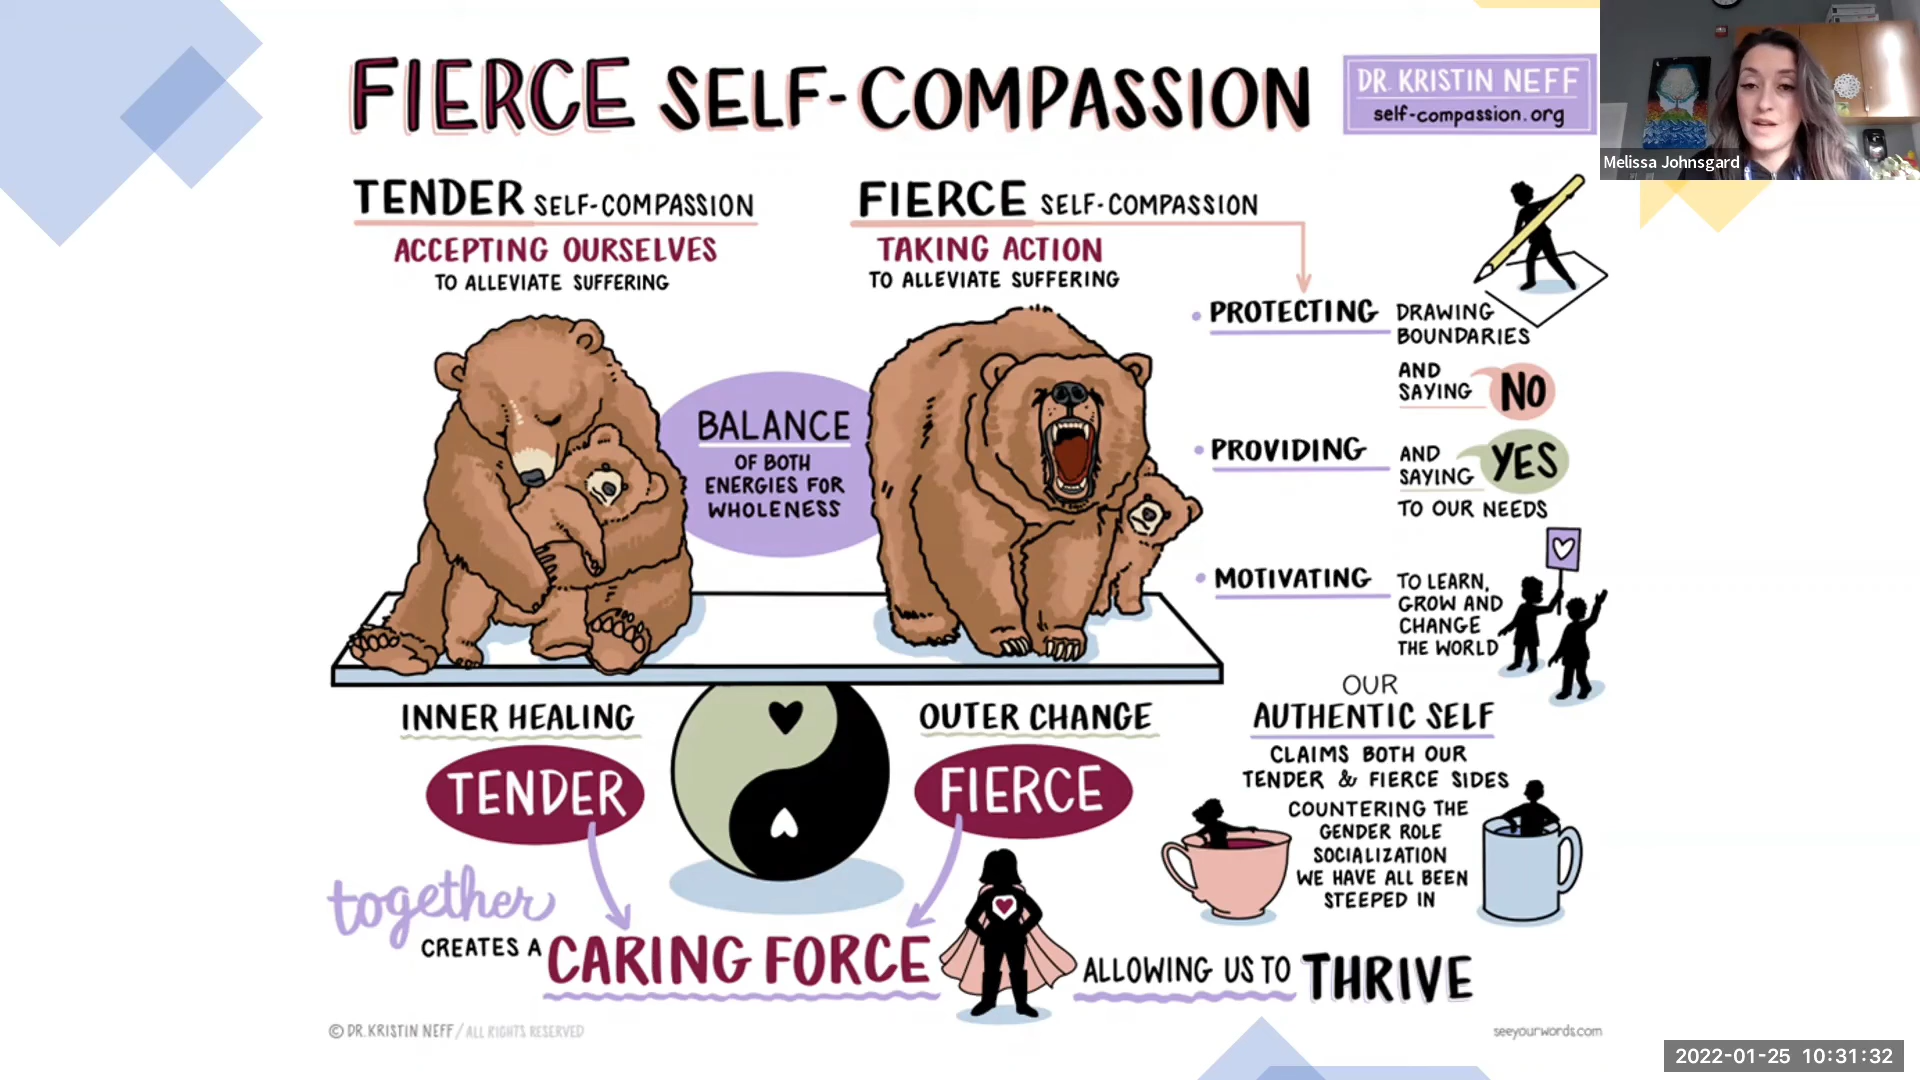 FIERCE SELF-COMPASSION
DR. KRISTIN NEFF
self-compassion.org
Melissa Johnsgard
TENDER SELF-COMPASSION
ACCEPTING OURSELVES
TO ALLEVIATE SUFFERING
FIERCE SELF-COMPASSION
TAKING ACTION
TO ALLEVIATE SUFFERING
BALANCE
OF BOTH
ENERGIES FOR
WHOLENESS
• PROTECTING
DRAWING
BOUNDARIES
AND
SAYING
NO
• PROVIDING
AND
SAYING
YES
TO OUR NEEDS
• MOTIVATING
TO LEARN,
GROW AND
CHANGE
THE WORLD
INNER HEALING
TENDER
OUTER CHANGE
FIERCE
OUR
AUTHENTIC SELF
CLAIMS BOTH OUR
TENDER & FIERCE SIDES
COUNTERING THE
GENDER ROLE
SOCIALIZATION
WE HAVE ALL BEEN
STEEPED IN
together
CREATES A CARING FORCE
ALLOWING US TO THRIVE
© DR. KRISTIN NEFF / ALL RIGHTS RESERVED
seeyourwords.com
2022-01-25 10:31:32